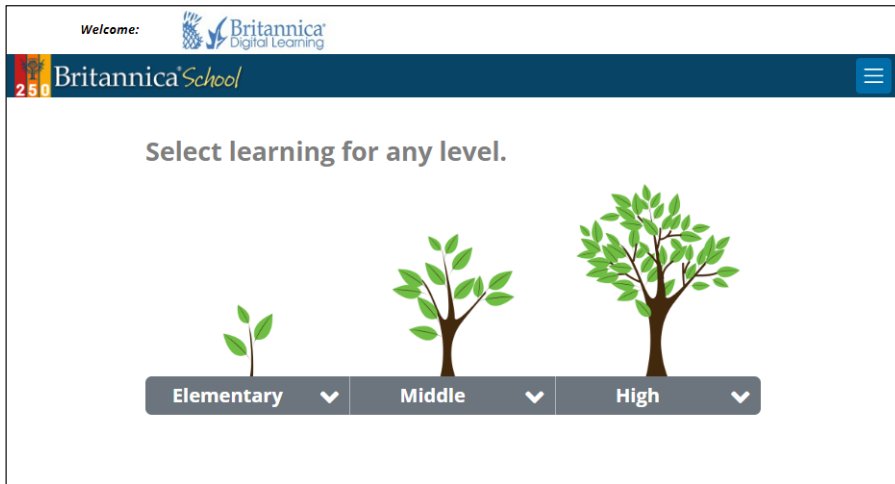 Welcome:
Britannica®
Digital Learning
250
Britannica® School
Select learning for any level.
Elementary
Middle
High